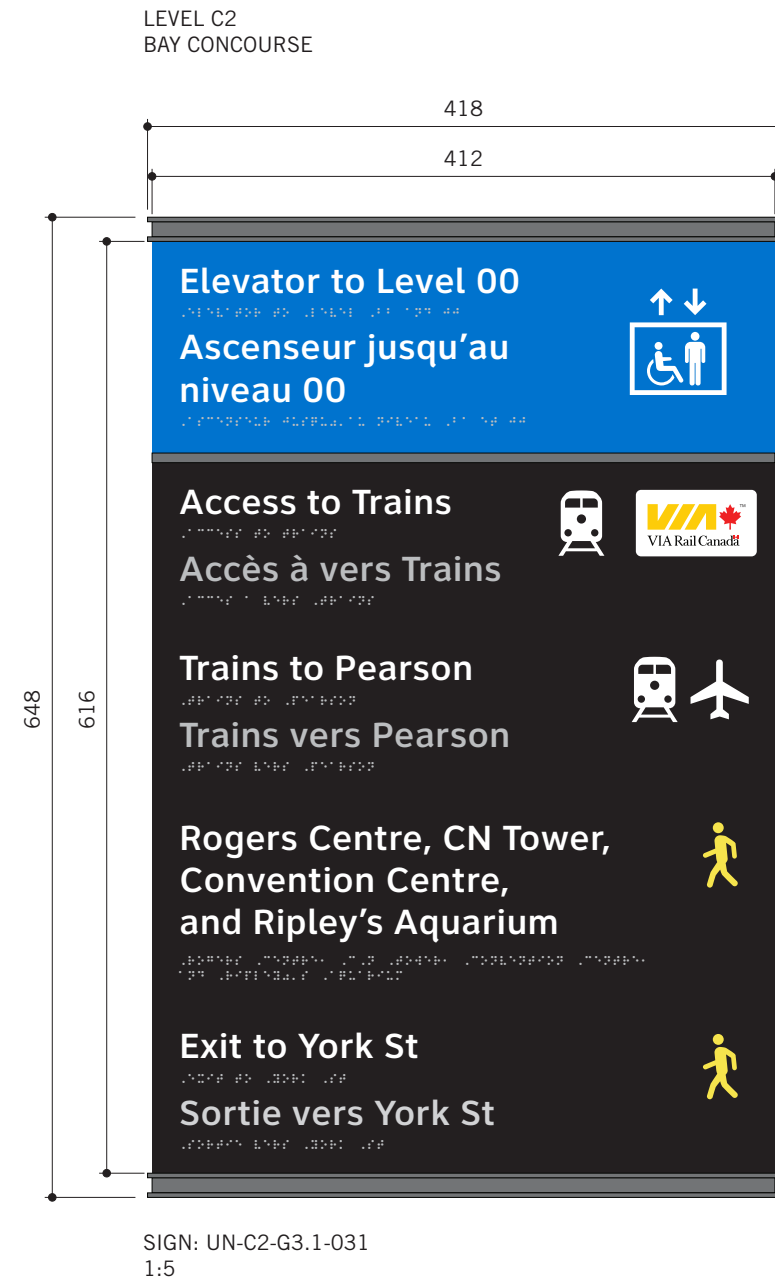 LEVEL C2
BAY CONCOURSE
418
412
648
616
Elevator to Level 00
Ascenseur jusqu’au
niveau 00
Access to Trains
VIA™
VIA Rail Canada
Accès à vers Trains
Trains to Pearson
Trains vers Pearson
Rogers Centre, CN Tower,
Convention Centre,
and Ripley’s Aquarium
Exit to York St
Sortie vers York St
SIGN: UN-C2-G3.1-031
1:5